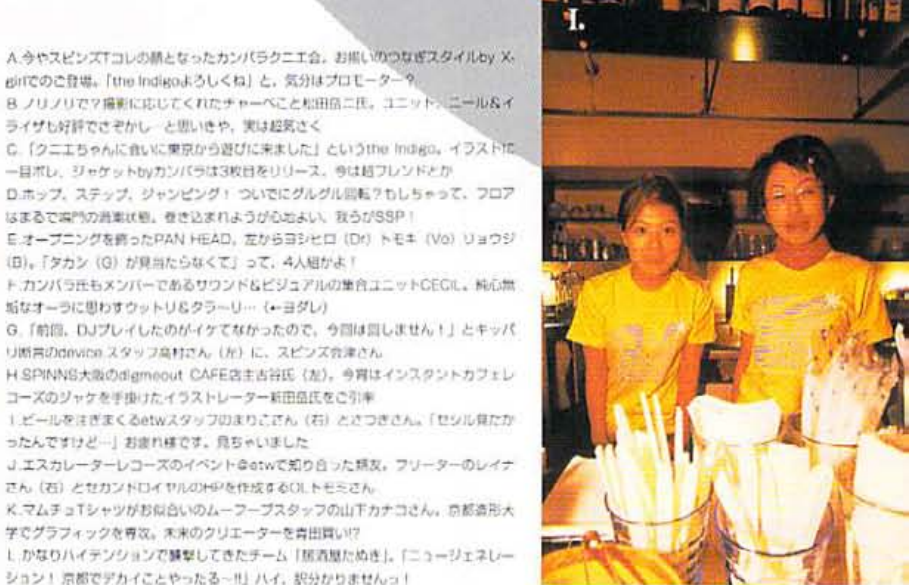 A.今やスピンズTコレの顔となったカンバラクニエ会。お揃いのつなぎスタイルby X-
girlでのご登場。「the Indigoよろしくね」と、気分はプロモーター？
B.ノリノリで？撮影に応じてくれたチャーベこと松田岳二氏。ユニット、ニール&イ
ライザも好評でさぞかし…と思いきや、実は超気さく
C.「クニエちゃんに会いに東京から遊びに来ました」というthe Indigo。イラストに
一目ボレ、ジャケットbyカンバラは3枚目をリリース。今は超フレンドとか
D.ホップ、ステップ、ジャンピング！ ついでにグルグル回転？もしちゃって、フロア
はまるで鳴門の渦潮状態。巻き込まれようが心地よい、我らがSSP！
E.オープニングを飾ったPAN HEAD。左からヨシヒロ（Dr）トモキ（Vo）リョウジ
（B）。「タカシ（G）が見当たらなくて」って、4人組かよ！
F.カンバラ氏もメンバーであるサウンド&ビジュアルの集合ユニットCECIL。純心無
垢なオーラに思わずウットリ&タラ〜リ…（←ヨダレ）
G.「前回、DJプレイしたのがイケてなかったので、今回は回しません！」とキッパ
リ断言のdevice.スタッフ高村さん（左）に、スピンズ会津さん
H.SPINNS大阪のdigmeout CAFE店主古谷氏（左）。今宵はインスタントカフェレ
コーズのジャケを手掛けたイラストレーター新田岳氏をご引率
I.ビールを注ぎまくるetwスタッフのまりこさん（右）とさつきさん。「セシル見たか
ったんですけど…」お疲れ様です。見ちゃいました
J.エスカレーターレコーズのイベント@etwで知り合った類友。フリーターのレイナ
さん（右）とセカンドロイヤルのHPを作成するOLトモミさん
K.マムチョTシャツがお似合いのムーフーブスタッフの山下カナコさん。京都造形大
学でグラフィックを専攻。未来のクリエーターを青田買い!?
L.かなりハイテンションで襲撃してきたチーム「居酒屋たぬき」。「ニュージェネレー
ション！ 京都でデカイことやったる〜!!」ハイ、訳分かりませんっ！
I.